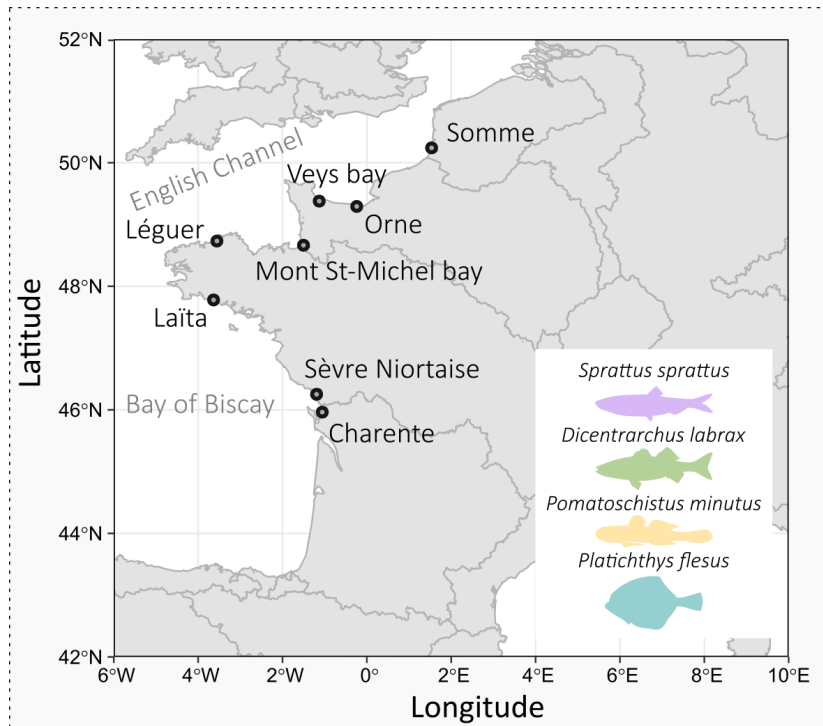 52°N
50°N
48°N
46°N
44°N
42°N
6°W
4°W
2°W
0°
2°E
4°E
6°E
8°E
10°E
Latitude
Longitude
English Channel
Bay of Biscay
Somme
Veys bay
Orne
Léguer
Mont St-Michel bay
Laïta
Sèvre Niortaise
Charente
Sprattus sprattus
Dicentrarchus labrax
Pomatoschistus minutus
Platichthys flesus